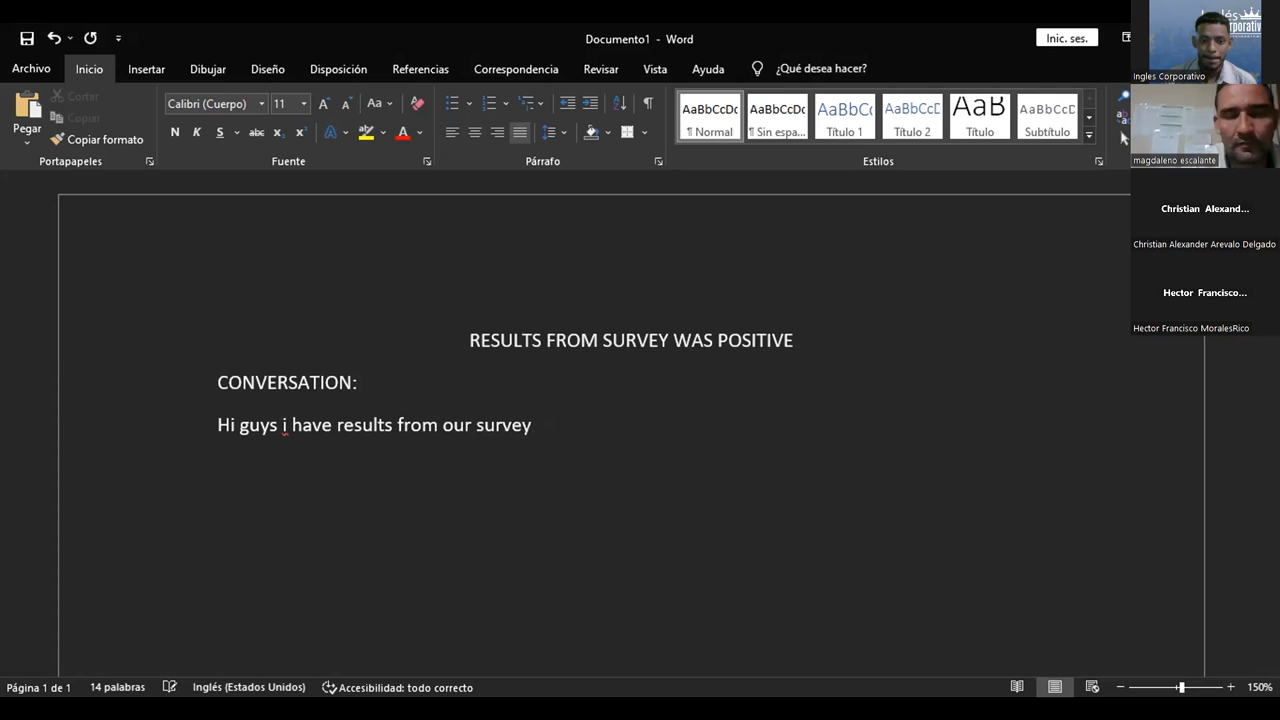 Documento1 - Word
Inic. ses.
Archivo
Inicio
Insertar
Dibujar
Diseño
Disposición
Referencias
Correspondencia
Revisar
Vista
Ayuda
¿Qué desea hacer?
Pegar
Cortar
Copiar
Copiar formato
Portapapeles
Calibri (Cuerpo)
11
Aa
N K S abc x₂ x²
Fuente
Párrafo
AaBbCcDc
¶ Normal
AaBbCcDc
¶ Sin espa...
AaBbCc
Título 1
AaBbCcD
Título 2
AaB
Título
AaBbCcD
Subtítulo
Estilos
Ingles Corporativo
magdaleno escalante
Christian Alexand...
Christian Alexander Arevalo Delgado
Hector Francisco...
Hector Francisco MoralesRico
RESULTS FROM SURVEY WAS POSITIVE
CONVERSATION:
Hi guys i have results from our survey
Página 1 de 1
14 palabras
Inglés (Estados Unidos)
Accesibilidad: todo correcto
150%